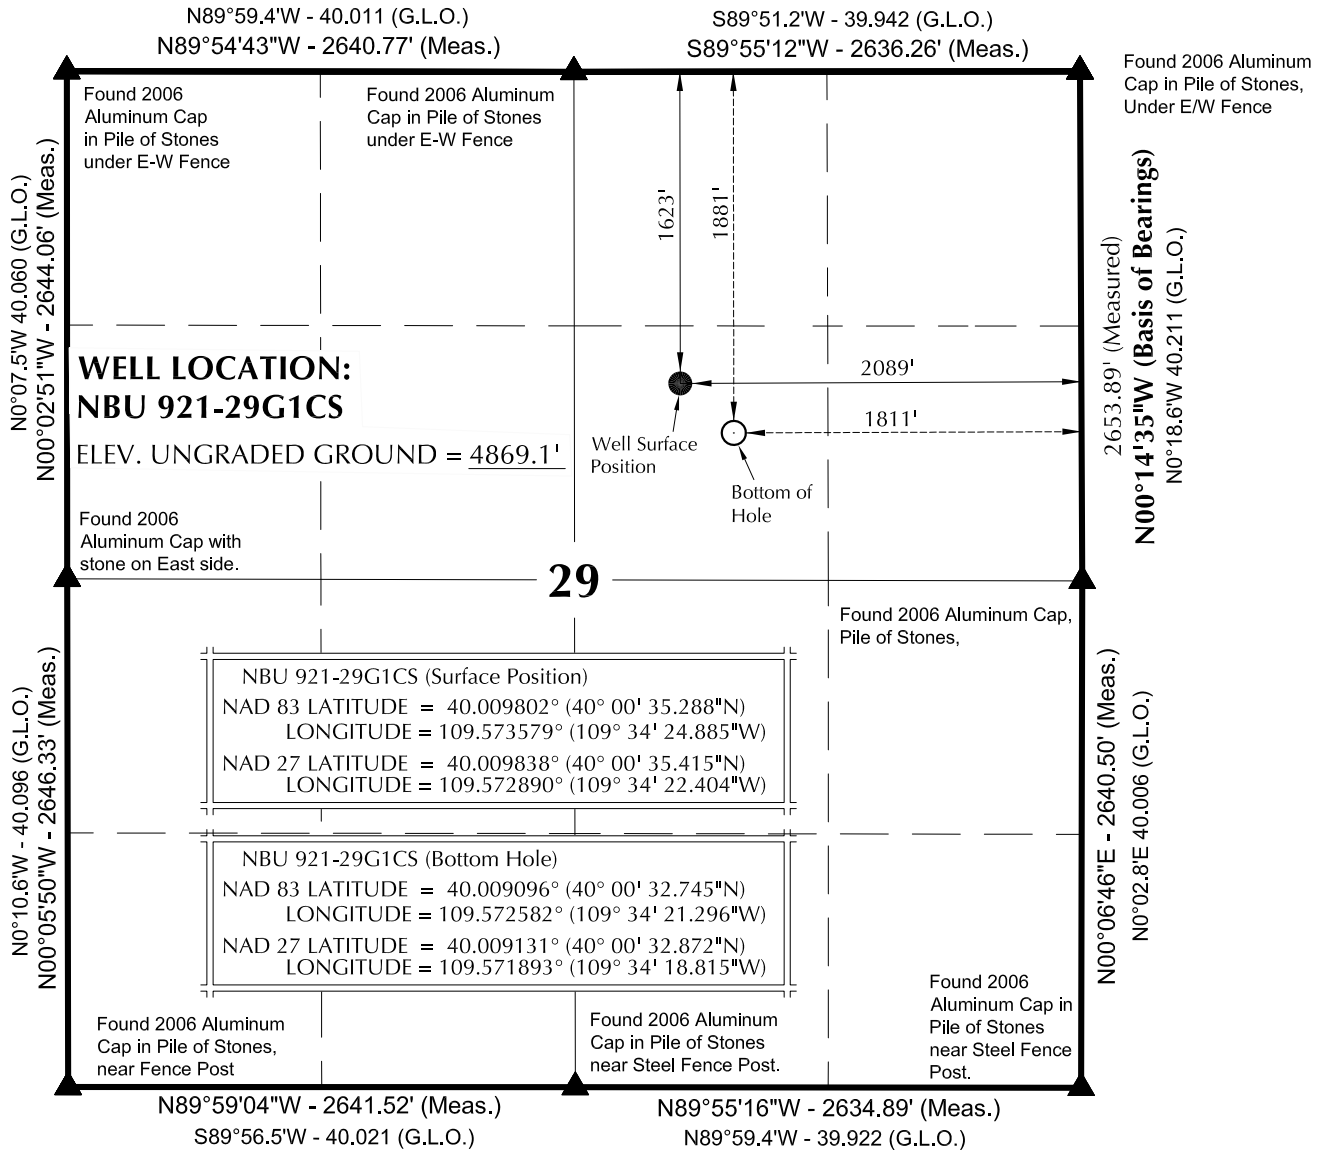 N89°59.4'W - 40.011 (G.L.O.)
N89°54'43"W - 2640.77' (Meas.)
S89°51.2'W - 39.942 (G.L.O.)
S89°55'12"W - 2636.26' (Meas.)
Found 2006 Aluminum
Cap in Pile of Stones,
Under E/W Fence
Found 2006
Aluminum Cap
in Pile of Stones
under E-W Fence
Found 2006 Aluminum
Cap in Pile of Stones
under E-W Fence
N0°07.5'W 40.060 (G.L.O.)
N00°02'51"W - 2644.06' (Meas.)
1623'
1881'
2653.89' (Measured)
N00°14'35"W (Basis of Bearings)
N0°18.6'W 40.211 (G.L.O.)
WELL LOCATION:
NBU 921-29G1CS
ELEV. UNGRADED GROUND = 4869.1'
2089'
1811'
Well Surface
Position
Bottom of
Hole
Found 2006
Aluminum Cap with
stone on East side.
29
Found 2006 Aluminum Cap,
Pile of Stones,
N0°10.6'W - 40.096 (G.L.O.)
N00°05'50"W - 2646.33' (Meas.)
NBU 921-29G1CS (Surface Position)
NAD 83 LATITUDE = 40.009802° (40° 00' 35.288"N)
LONGITUDE = 109.573579° (109° 34' 24.885"W)
NAD 27 LATITUDE = 40.009838° (40° 00' 35.415"N)
LONGITUDE = 109.572890° (109° 34' 22.404"W)
NBU 921-29G1CS (Bottom Hole)
NAD 83 LATITUDE = 40.009096° (40° 00' 32.745"N)
LONGITUDE = 109.572582° (109° 34' 21.296"W)
NAD 27 LATITUDE = 40.009131° (40° 00' 32.872"N)
LONGITUDE = 109.571893° (109° 34' 18.815"W)
N00°06'46"E - 2640.50' (Meas.)
N0°02.8'E 40.006 (G.L.O.)
Found 2006 Aluminum
Cap in Pile of Stones,
near Fence Post
Found 2006 Aluminum
Cap in Pile of Stones
near Steel Fence Post.
Found 2006
Aluminum Cap in
Pile of Stones
near Steel Fence
Post.
N89°59'04"W - 2641.52' (Meas.)
S89°56.5'W - 40.021 (G.L.O.)
N89°55'16"W - 2634.89' (Meas.)
N89°59.4'W - 39.922 (G.L.O.)